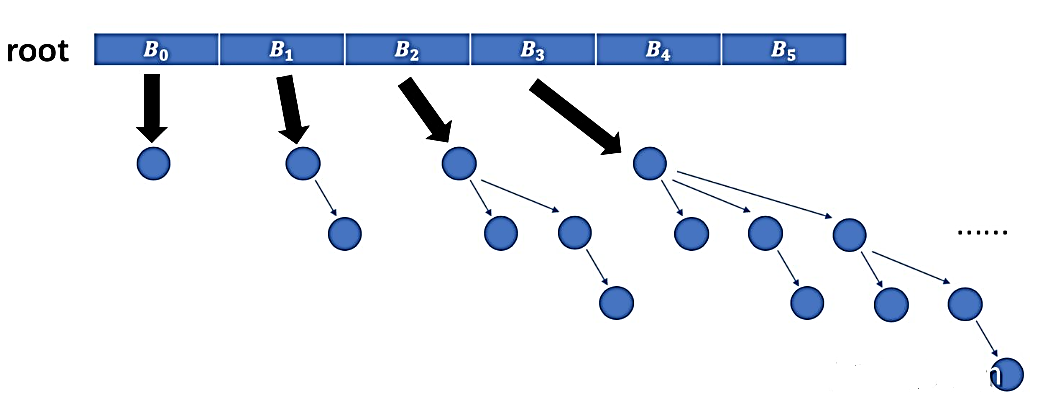 root B₀ B₁ B₂ B₃ B₄ B₅
......